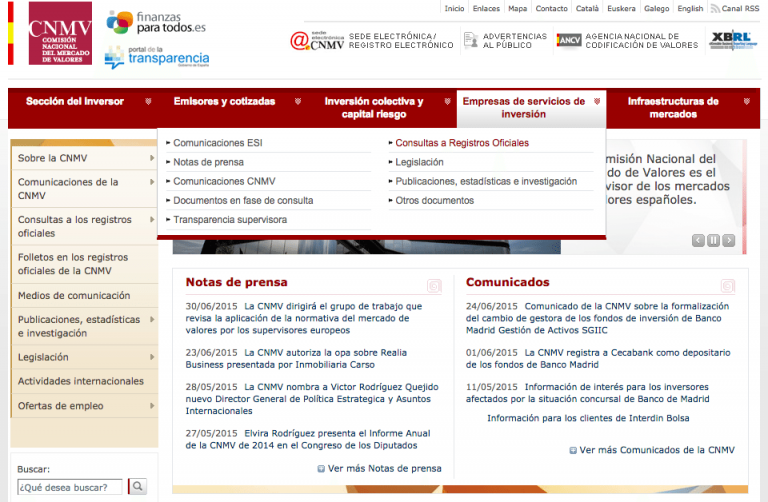 Inicio Enlaces Mapa Contacto Català Euskera Galego English Canal RSS
CNMV
COMISIÓN
NACIONAL
DEL MERCADO
DE VALORES
finanzas
para todos.es
portal de la
transparencia
sede
electrónica
@CNMV
SEDE ELECTRÓNICA /
REGISTRO ELECTRÓNICO
ADVERTENCIAS
AL PÚBLICO
ANCV
AGENCIA NACIONAL DE
CODIFICACIÓN DE VALORES
XBRL
Sección del Inversor
Emisores y cotizadas
Inversión colectiva y
capital riesgo
Empresas de servicios de
inversión
Infraestructuras de
mercados
Comunicaciones ESI
Notas de prensa
Comunicaciones CNMV
Documentos en fase de consulta
Transparencia supervisora
Consultas a Registros Oficiales
Legislación
Publicaciones, estadísticas e investigación
Otros documentos
misión Nacional del
do de Valores es el
visor de los mercados
ores españoles.
Sobre la CNMV
Comunicaciones de la
CNMV
Consultas a los registros
oficiales
Folletos en los registros
oficiales de la CNMV
Medios de comunicación
Publicaciones, estadísticas
e investigación
Legislación
Actividades internacionales
Ofertas de empleo
Buscar:
¿Qué desea buscar?
Notas de prensa
30/06/2015 La CNMV dirigirá el grupo de trabajo que
revisa la aplicación de la normativa del mercado de
valores por los supervisores europeos
23/06/2015 La CNMV autoriza la opa sobre Realia
Business presentada por Inmobiliaria Carso
28/05/2015 La CNMV nombra a Victor Rodríguez Quejido
nuevo Director General de Política Estrategica y Asuntos
Internacionales
27/05/2015 Elvira Rodríguez presenta el Informe Anual
de la CNMV de 2014 en el Congreso de los Diputados
Ver más Notas de prensa
Comunicados
24/06/2015 Comunicado de la CNMV sobre la formalización
del cambio de gestora de los fondos de inversión de Banco
Madrid Gestión de Activos SGIIC
01/06/2015 La CNMV registra a Cecabank como depositario
de los fondos de Banco Madrid
11/05/2015 Información de interés para los inversores
afectados por la situación concursal de Banco de Madrid
Información para los clientes de Interdin Bolsa
Ver más Comunicados de la CNMV